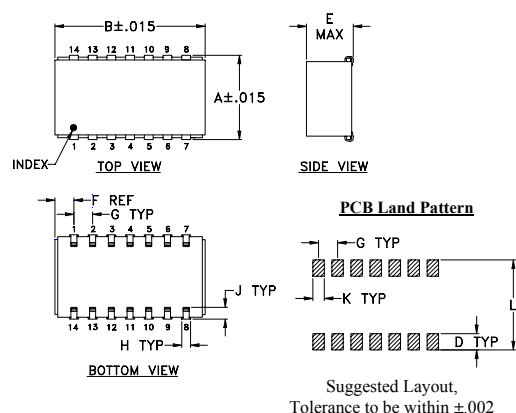 B±.015
14 13 12 11 10 9 8
A±.015
INDEX
1 2 3 4 5 6 7
TOP VIEW
E
MAX
SIDE VIEW
F REF
G TYP
1 2 3 4 5 6 7
J TYP
14 13 12 11 10 9 8
H TYP
BOTTOM VIEW
PCB Land Pattern
G TYP
K TYP
L
D TYP
Suggested Layout,
Tolerance to be within ±.002